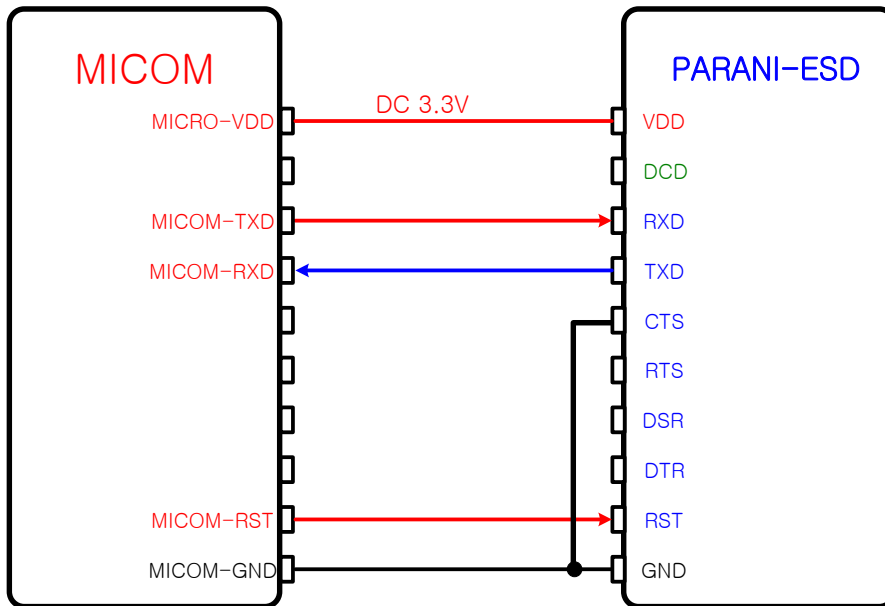 MICOM
PARANI-ESD
DC 3.3V
MICRO-VDD
VDD
DCD
MICOM-TXD
RXD
MICOM-RXD
TXD
CTS
RTS
DSR
DTR
MICOM-RST
RST
MICOM-GND
GND